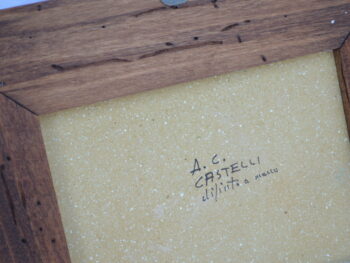 A. C.
CASTELLI
dipinto a mano